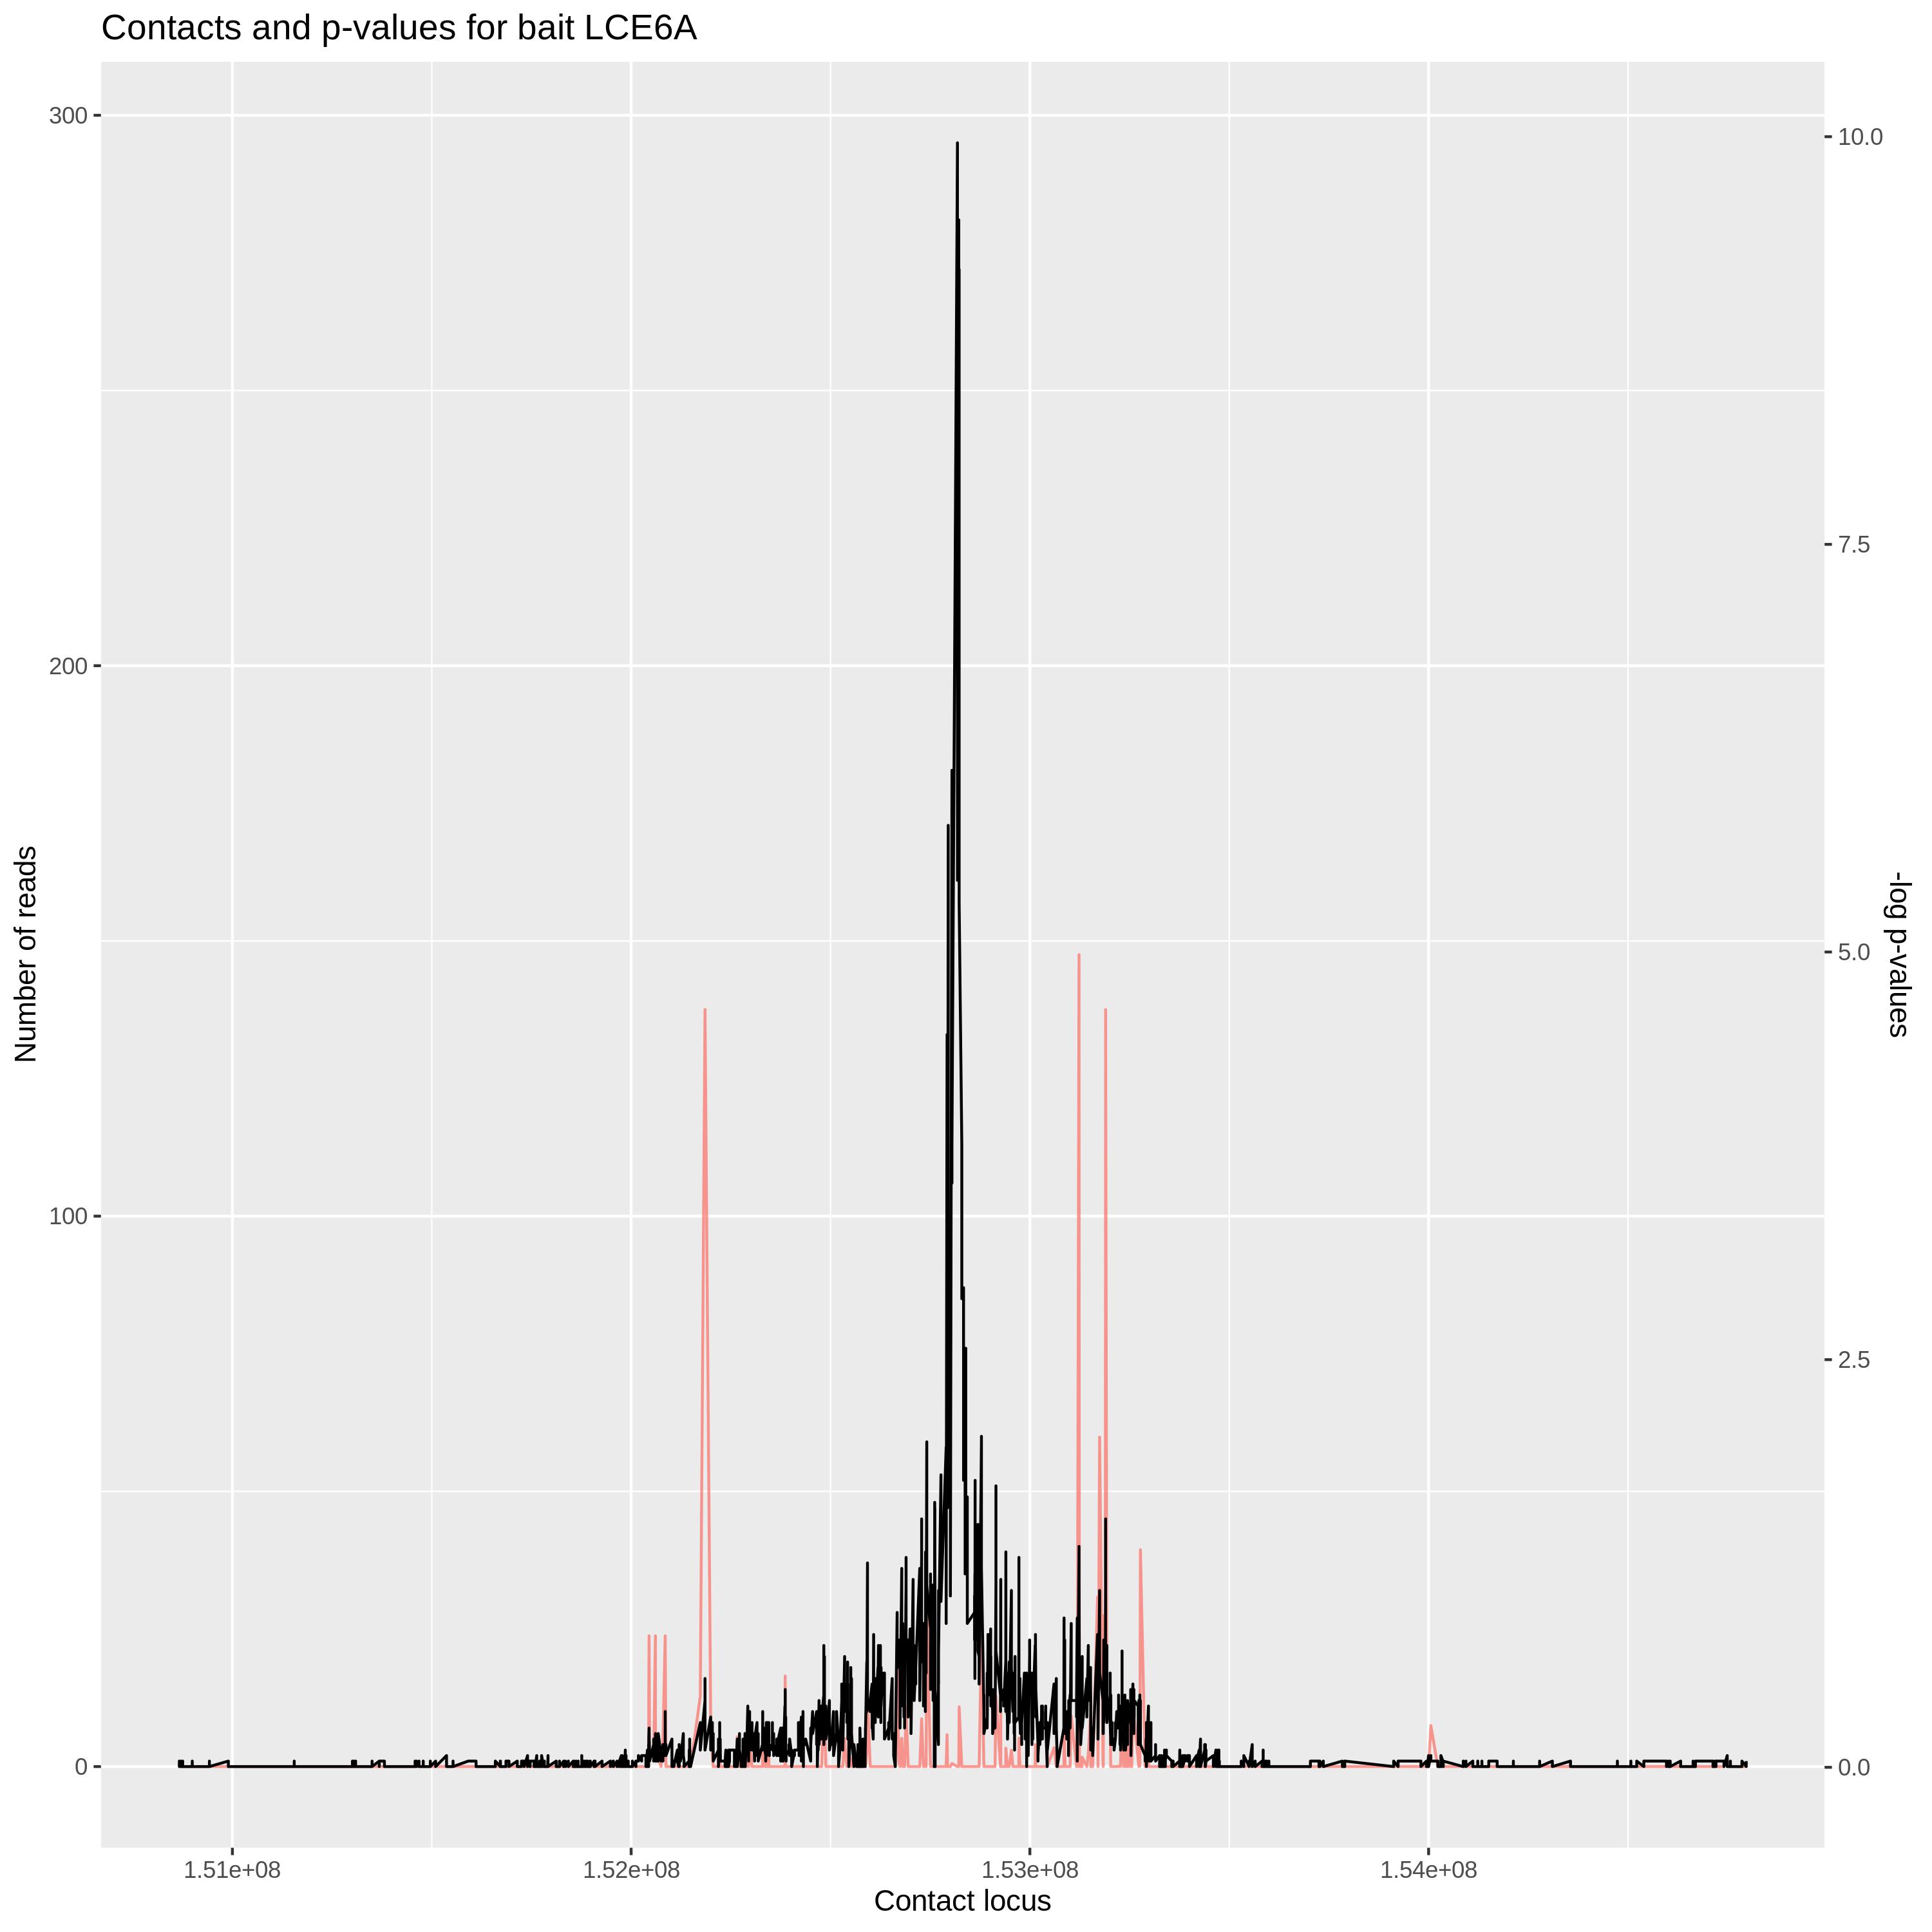 Contacts and p-values for bait LCE6A
300
200
100
0
Number of reads
10.0
7.5
5.0
2.5
0.0
-log p-values
1.51e+08
1.52e+08
1.53e+08
1.54e+08
Contact locus